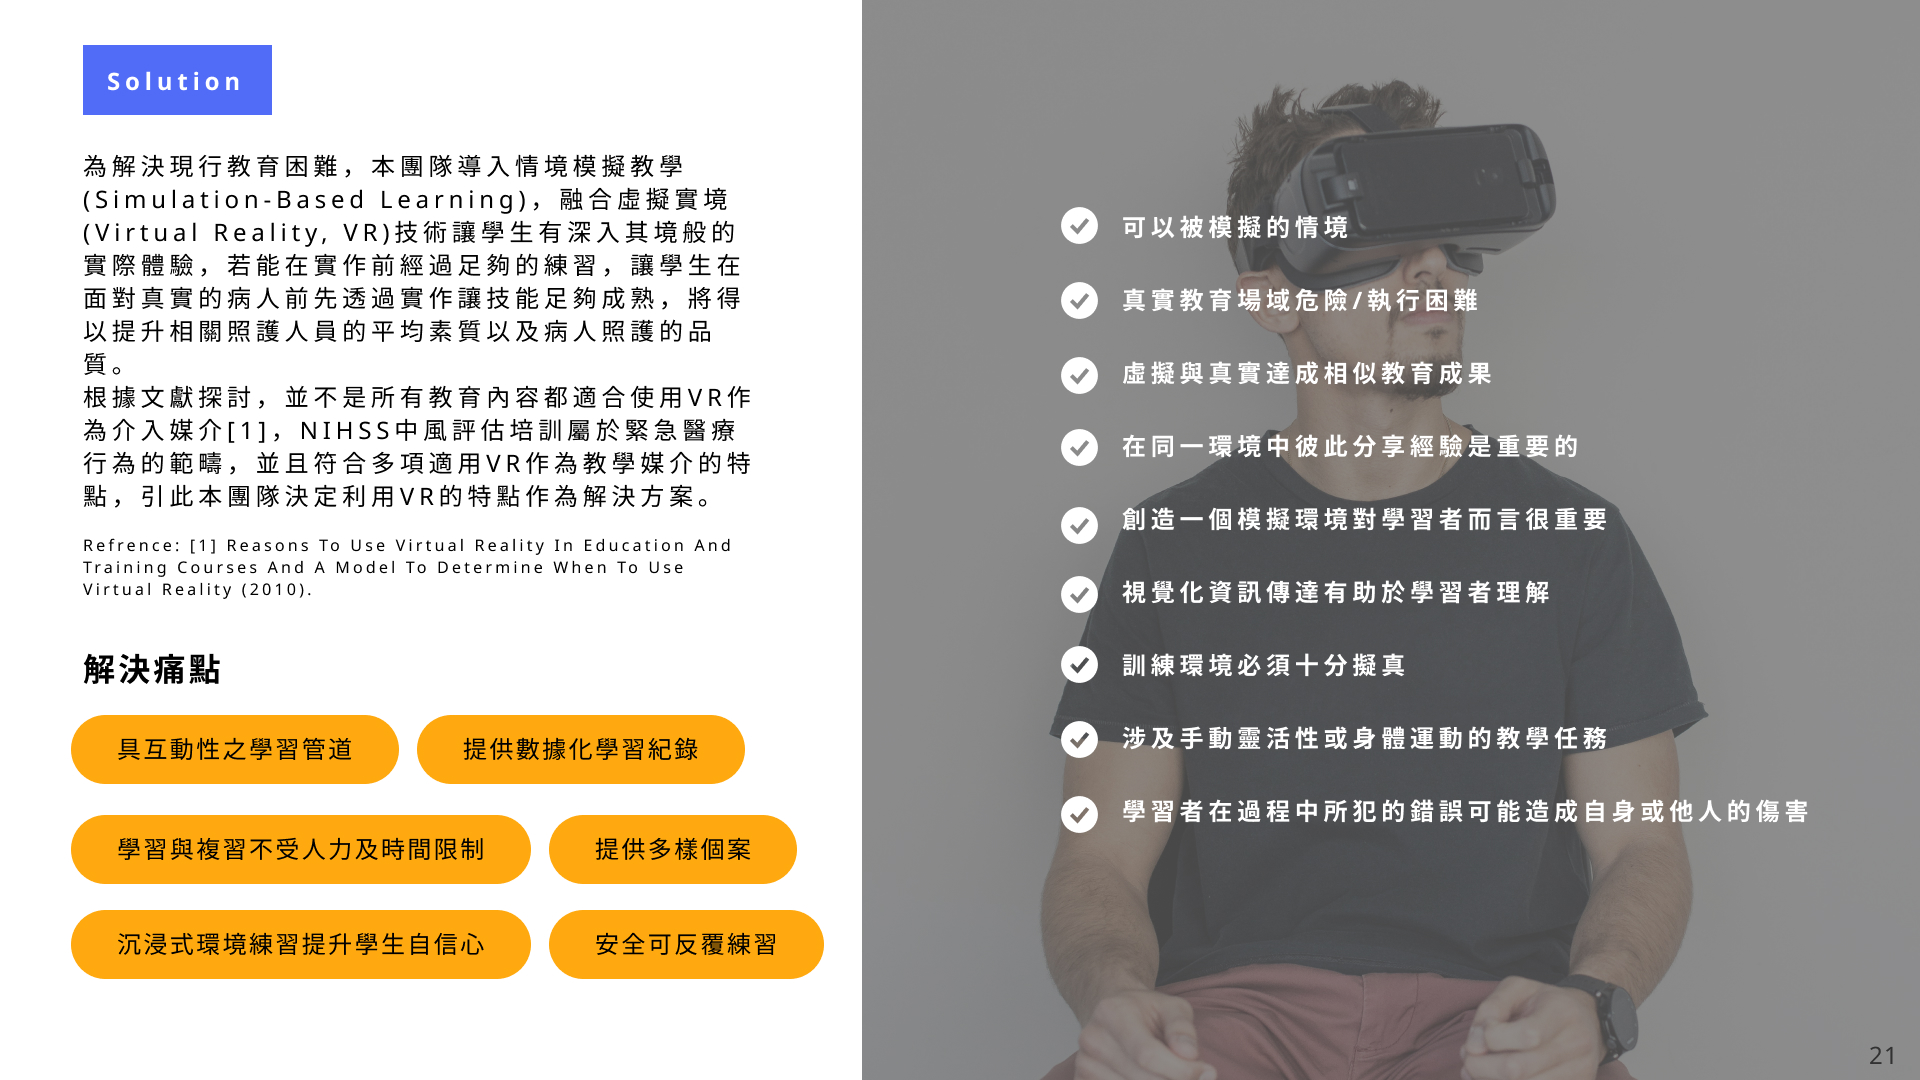 Solution
為解決現行教育困難，本團隊導入情境模擬教學
(Simulation-Based Learning)，融合虛擬實境
(Virtual Reality, VR)技術讓學生有深入其境般的
實際體驗，若能在實作前經過足夠的練習，讓學生在
面對真實的病人前先透過實作讓技能足夠成熟，將得
以提升相關照護人員的平均素質以及病人照護的品
質。
根據文獻探討，並不是所有教育內容都適合使用VR作
為介入媒介[1]，NIHSS中風評估培訓屬於緊急醫療
行為的範疇，並且符合多項適用VR作為教學媒介的特
點，引此本團隊決定利用VR的特點作為解決方案。
Refrence: [1] Reasons To Use Virtual Reality In Education And
Training Courses And A Model To Determine When To Use
Virtual Reality (2010).
解決痛點
具互動性之學習管道
提供數據化學習紀錄
學習與複習不受人力及時間限制
提供多樣個案
沉浸式環境練習提升學生自信心
安全可反覆練習
可以被模擬的情境
真實教育場域危險/執行困難
虛擬與真實達成相似教育成果
在同一環境中彼此分享經驗是重要的
創造一個模擬環境對學習者而言很重要
視覺化資訊傳達有助於學習者理解
訓練環境必須十分擬真
涉及手動靈活性或身體運動的教學任務
學習者在過程中所犯的錯誤可能造成自身或他人的傷害
21